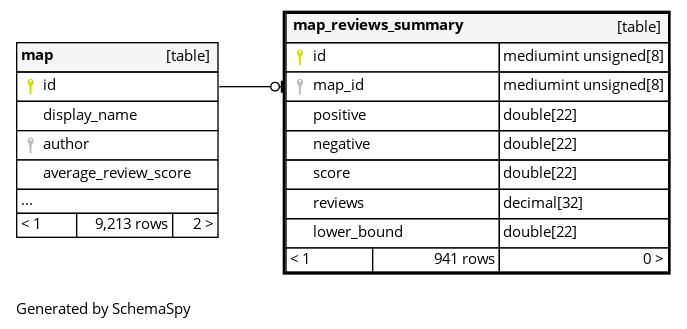 map [table]
id
display_name
author
average_review_score
...
< 1 9,213 rows 2 >
map_reviews_summary [table]
id mediumint unsigned[8]
map_id mediumint unsigned[8]
positive double[22]
negative double[22]
score double[22]
reviews decimal[32]
lower_bound double[22]
< 1 941 rows 0 >
Generated by SchemaSpy